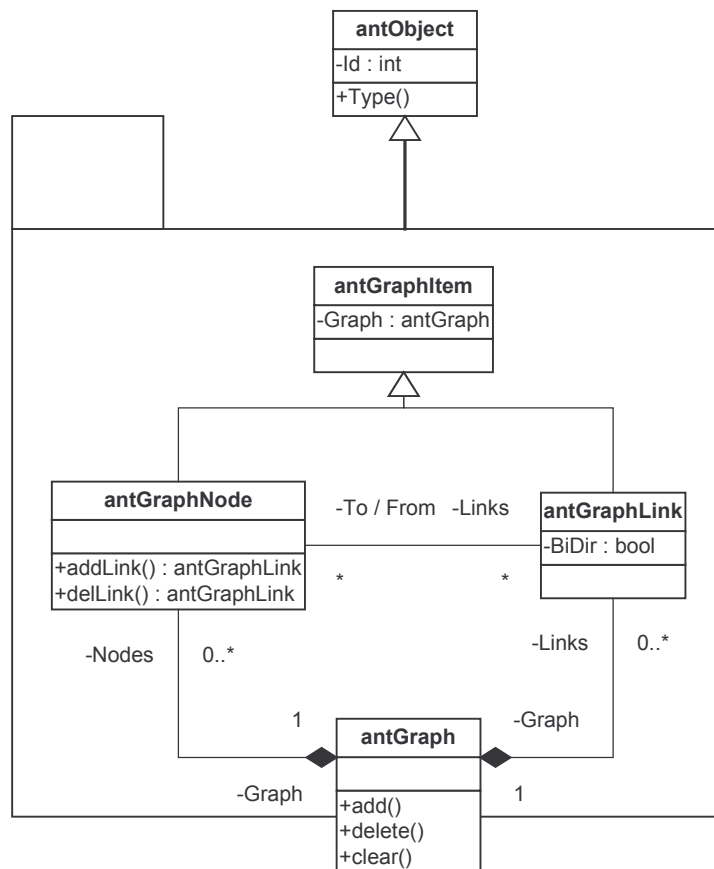 antObject
-Id : int
+Type()
antGraphItem
-Graph : antGraph
antGraphNode
+addLink() : antGraphLink
+delLink() : antGraphLink
-To / From -Links
* *
antGraphLink
-BiDir : bool
-Nodes 0..*
-Links 0..*
1
-Graph
antGraph
+add()
+delete()
+clear()
-Graph
1